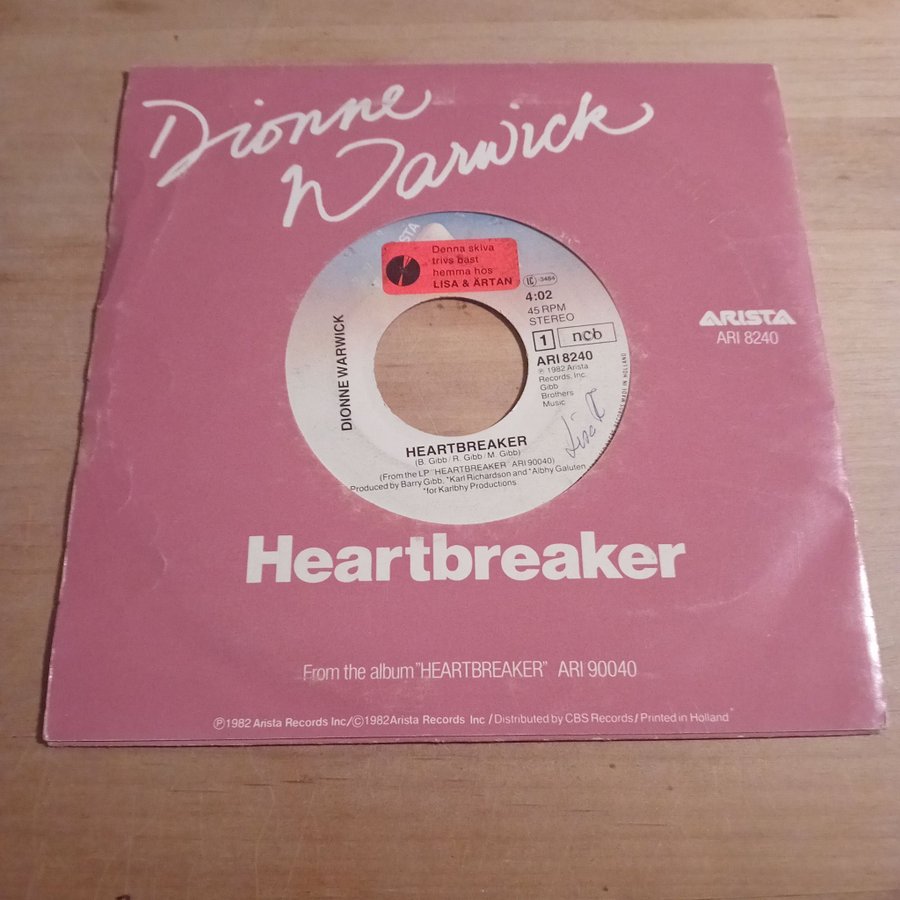 Dionne
Warwick
Denna skiva
trivs bäst
hemma hos
LISA & ÄRTAN
4:02
45 RPM
STEREO
1 ncb
ARI 8240
℗ 1982 Arista
Records, Inc.
Gibb
Brothers
Music
DIONNE WARWICK
ARISTA
ARI 8240
HEARTBREAKER
(B. Gibb/R. Gibb/M. Gibb)
(From the LP "HEARTBREAKER" ARI 90040)
Produced by Barry Gibb, *Karl Richardson and *Albhy Galuten
*for Karlbhy Productions
Heartbreaker
From the album "HEARTBREAKER" ARI 90040
℗1982 Arista Records Inc/©1982 Arista Records Inc / Distributed by CBS Records / Printed in Holland